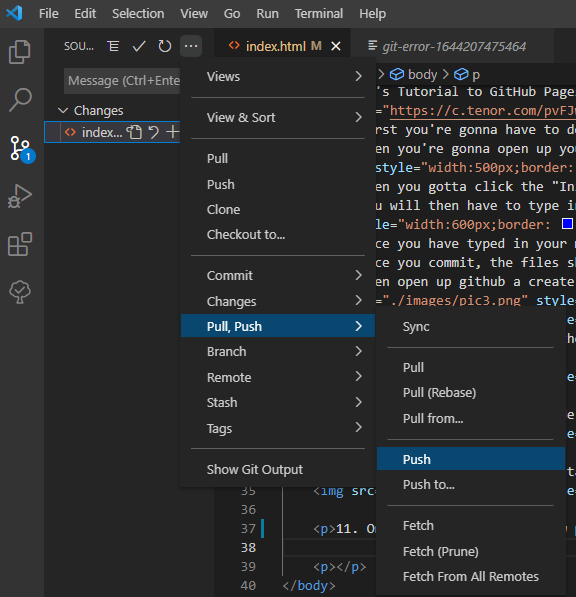 File Edit Selection View Go Run Terminal Help
SOU... index.html M git-error-1644207475464
Message (Ctrl+Ente
body > p
Changes
index...
1
Views
View & Sort
Pull
Push
Clone
Checkout to...
Commit
Changes
Pull, Push
Branch
Remote
Stash
Tags
Show Git Output
Sync
Pull
Pull (Rebase)
Pull from...
Push
Push to...
Fetch
Fetch (Prune)
Fetch From All Remotes
's Tutorial to GitHub Page
="https://c.tenor.com/pvFJ
rst you're gonna have to d
en you're gonna open up yo
style="width:500px;border:
en you gotta click the "In
u will then have to type i
le="width:600px;border:
ce you have typed in your
ce you commit, the files s
en open up github a create
="./images/pic3.png" style=
35 <img src=
36
37 <p>11. O
38
39 <p></p>
40 </body>